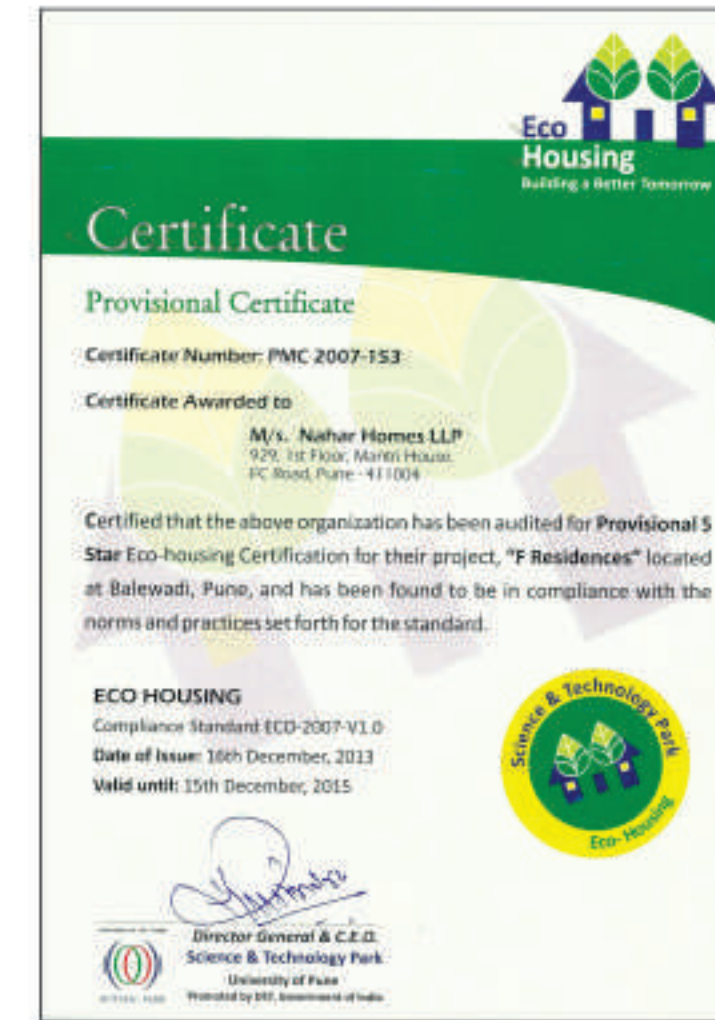 Eco
Housing
Building a Better Tomorrow
Certificate
Provisional Certificate
Certificate Number: PMC 2007-153
Certificate Awarded to
M/s. Nahar Homes LLP
929, 1st Floor, Mantri House,
FC Road, Pune - 411004
Certified that the above organization has been audited for Provisional 5
Star Eco-housing Certification for their project, "F Residences" located
at Balewadi, Pune, and has been found to be in compliance with the
norms and practices set forth for the standard.
ECO HOUSING
Compliance Standard ECO-2007-V1.0
Date of Issue: 16th December, 2013
Valid until: 15th December, 2015
Science & Technology Park
Eco- Housing
Director General & C.E.O.
Science & Technology Park
University of Pune
Promoted by DST, Government of India